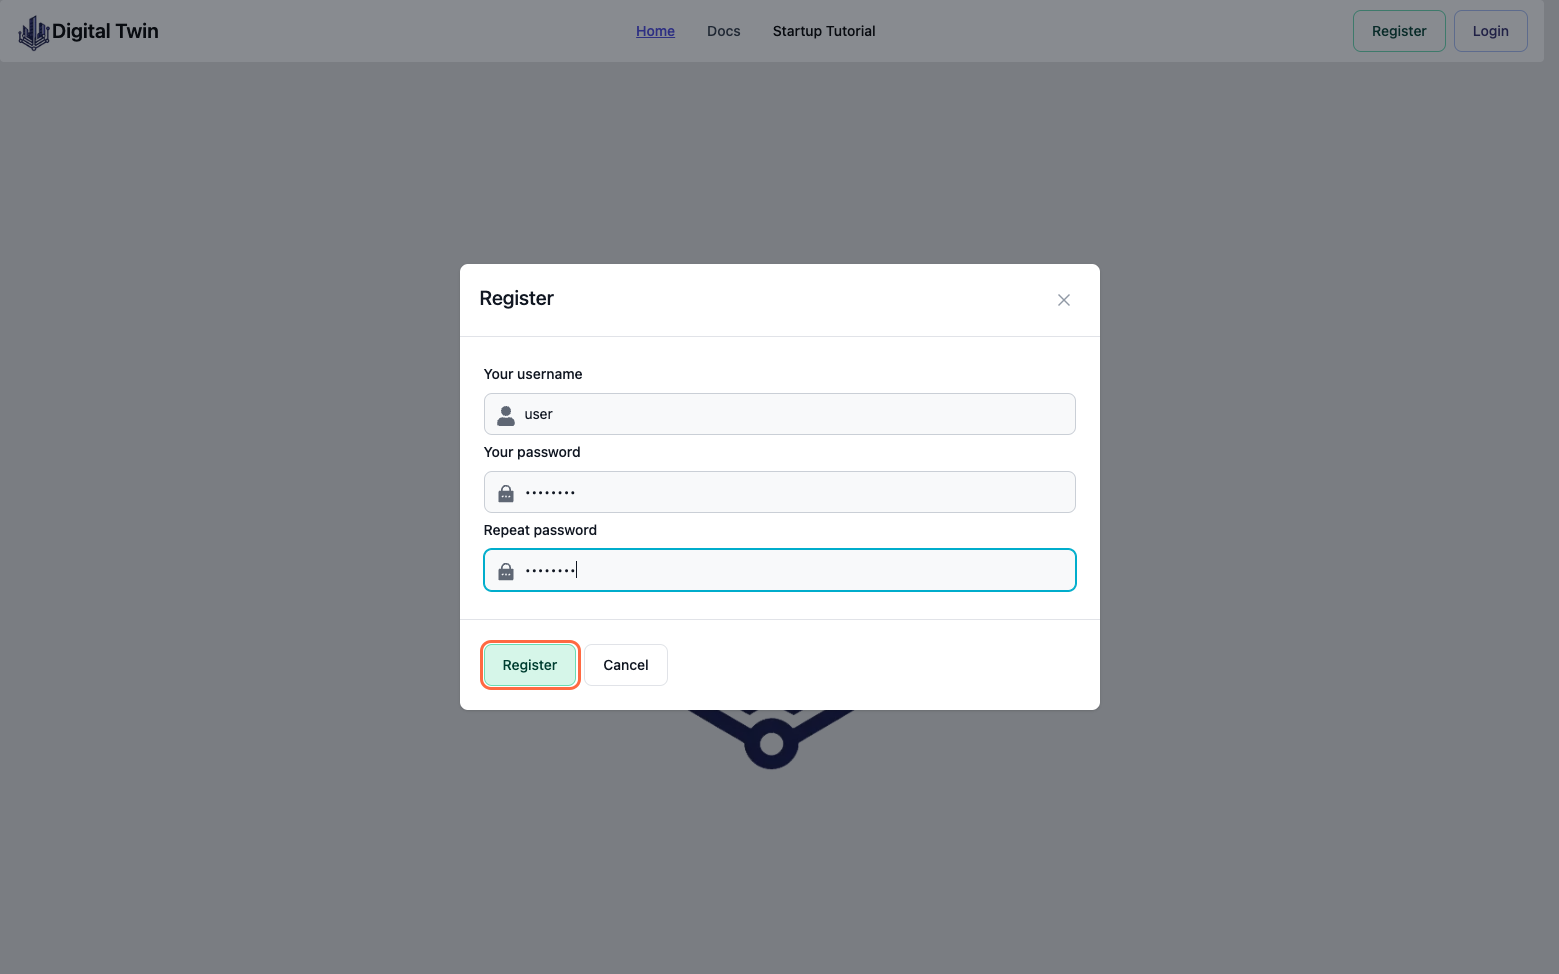 Digital Twin
Home Docs Startup Tutorial
Register Login
Register
Your username
user
Your password
••••••••
Repeat password
••••••••
Register Cancel